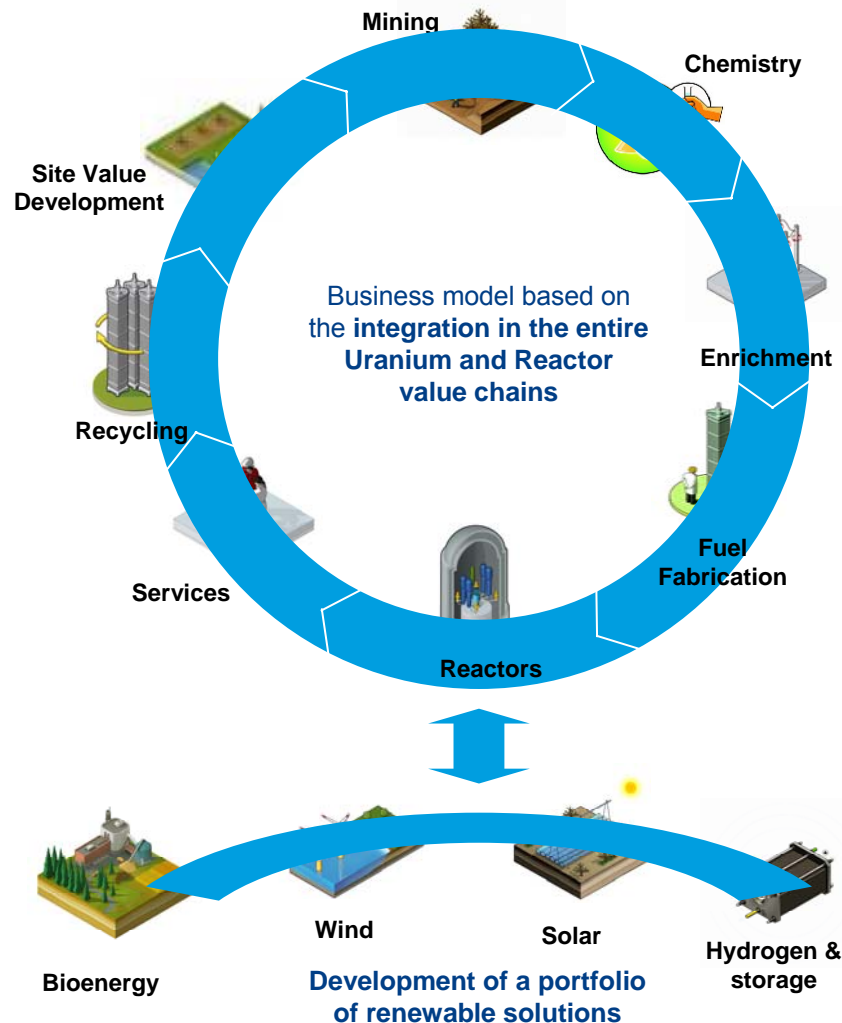 Mining
Chemistry
Site Value
Development
Business model based on
the integration in the entire
Uranium and Reactor
value chains
Enrichment
Recycling
Fuel
Fabrication
Services
Reactors
Wind
Solar
Hydrogen &
storage
Bioenergy
Development of a portfolio
of renewable solutions